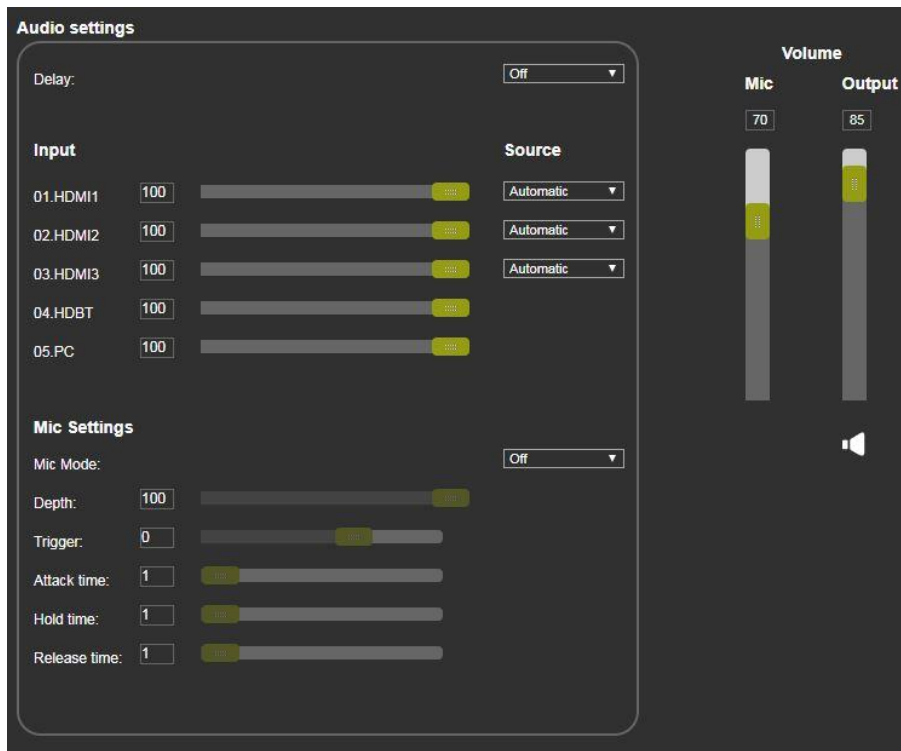 Audio settings
Delay: Off
Input Source
01.HDMI1 100 Automatic
02.HDMI2 100 Automatic
03.HDMI3 100 Automatic
04.HDBT 100
05.PC 100
Mic Settings
Mic Mode: Off
Depth: 100
Trigger: 0
Attack time: 1
Hold time: 1
Release time: 1
Volume
Mic Output
70 85